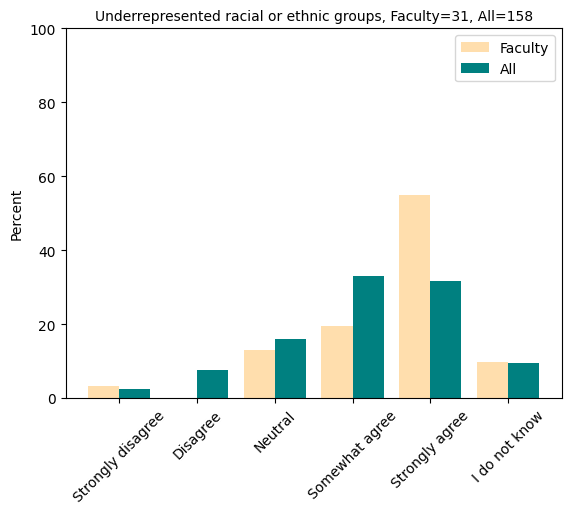 Underrepresented racial or ethnic groups, Faculty=31, All=158
100
80
60
40
20
0
Percent
Faculty
All
Strongly disagree
Disagree
Neutral
Somewhat agree
Strongly agree
I do not know